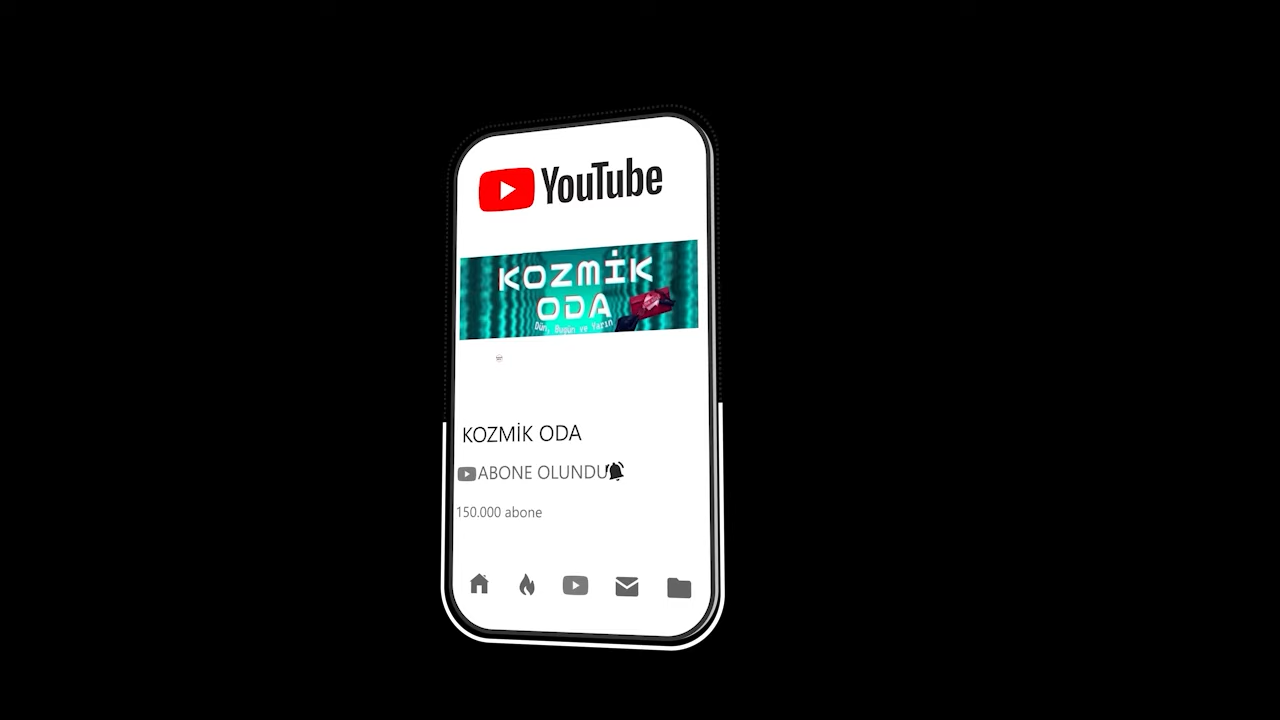 YouTube
KOZMİK
ODA
Dün, Bugün ve Yarın
KOZMİK ODA
ABONE OLUNDU
150.000 abone